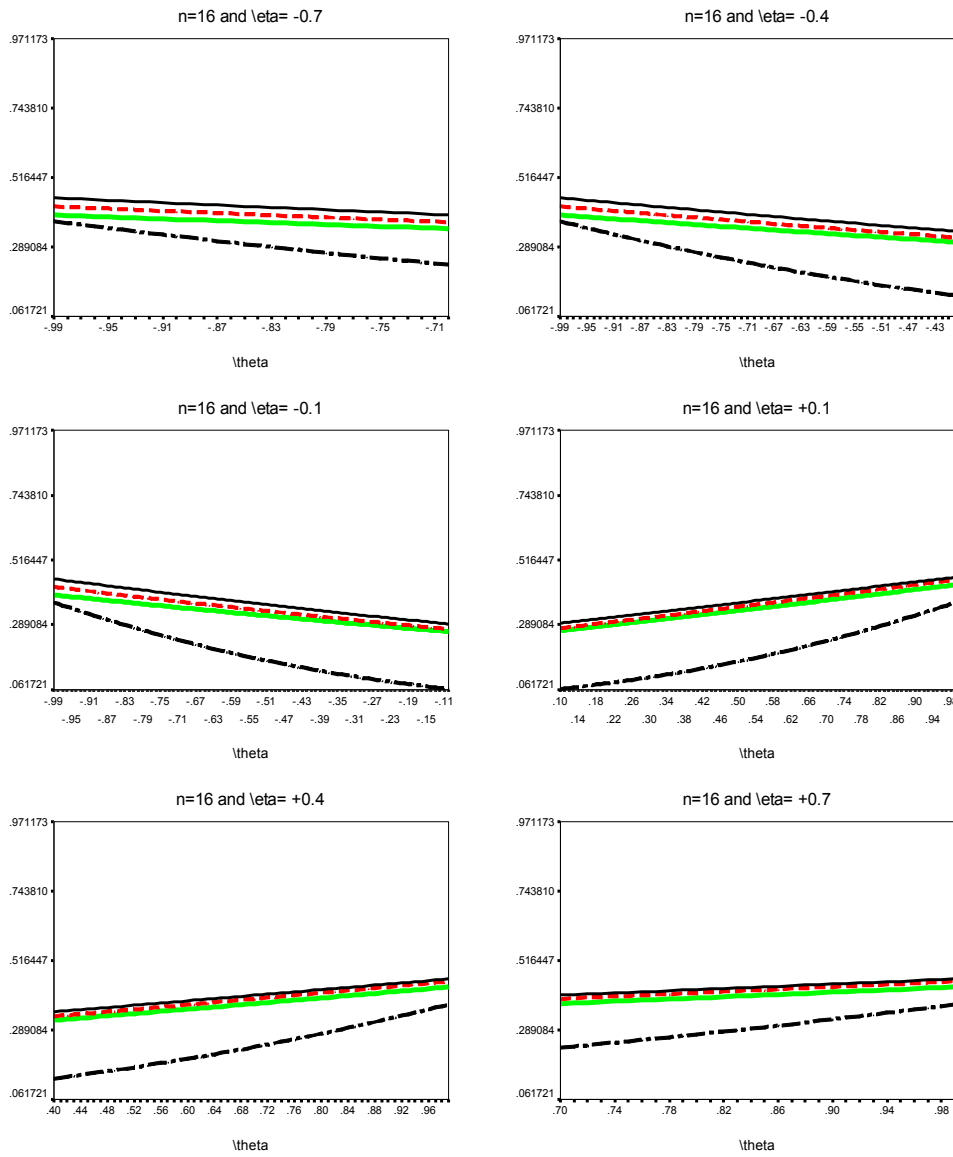 n=16 and \eta= -0.7
.971173
.743810
.516447
.289084
.061721
-.99 -.95 -.91 -.87 -.83 -.79 -.75 -.71
\theta
n=16 and \eta= -0.4
.971173
.743810
.516447
.289084
.061721
-.99 -.95 -.91 -.87 -.83 -.79 -.75 -.71 -.67 -.63 -.59 -.55 -.51 -.47 -.43
\theta
n=16 and \eta= -0.1
.971173
.743810
.516447
.289084
.061721
-.99 -.91 -.83 -.75 -.67 -.59 -.51 -.43 -.35 -.27 -.19 -.11
-.95 -.87 -.79 -.71 -.63 -.55 -.47 -.39 -.31 -.23 -.15
\theta
n=16 and \eta= +0.1
.971173
.743810
.516447
.289084
.061721
.10 .18 .26 .34 .42 .50 .58 .66 .74 .82 .90
.14 .22 .30 .38 .46 .54 .62 .70 .78 .86 .94
\theta
n=16 and \eta= +0.4
.971173
.743810
.516447
.289084
.061721
.40 .44 .48 .52 .56 .60 .64 .68 .72 .76 .80 .84 .88 .92 .96
\theta
n=16 and \eta= +0.7
.971173
.743810
.516447
.289084
.061721
.70 .74 .78 .82 .86 .90 .94 .98
\theta